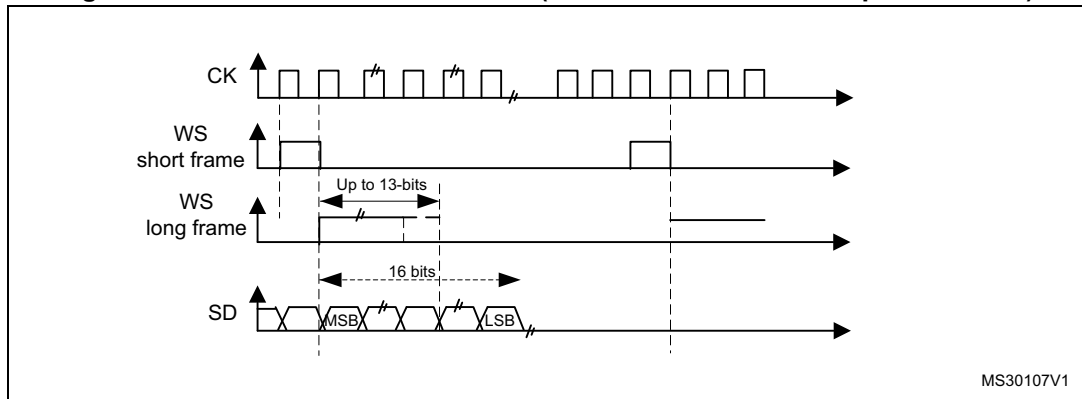 CK
WS
short frame
Up to 13-bits
WS
long frame
16 bits
SD
MSB
LSB
MS30107V1